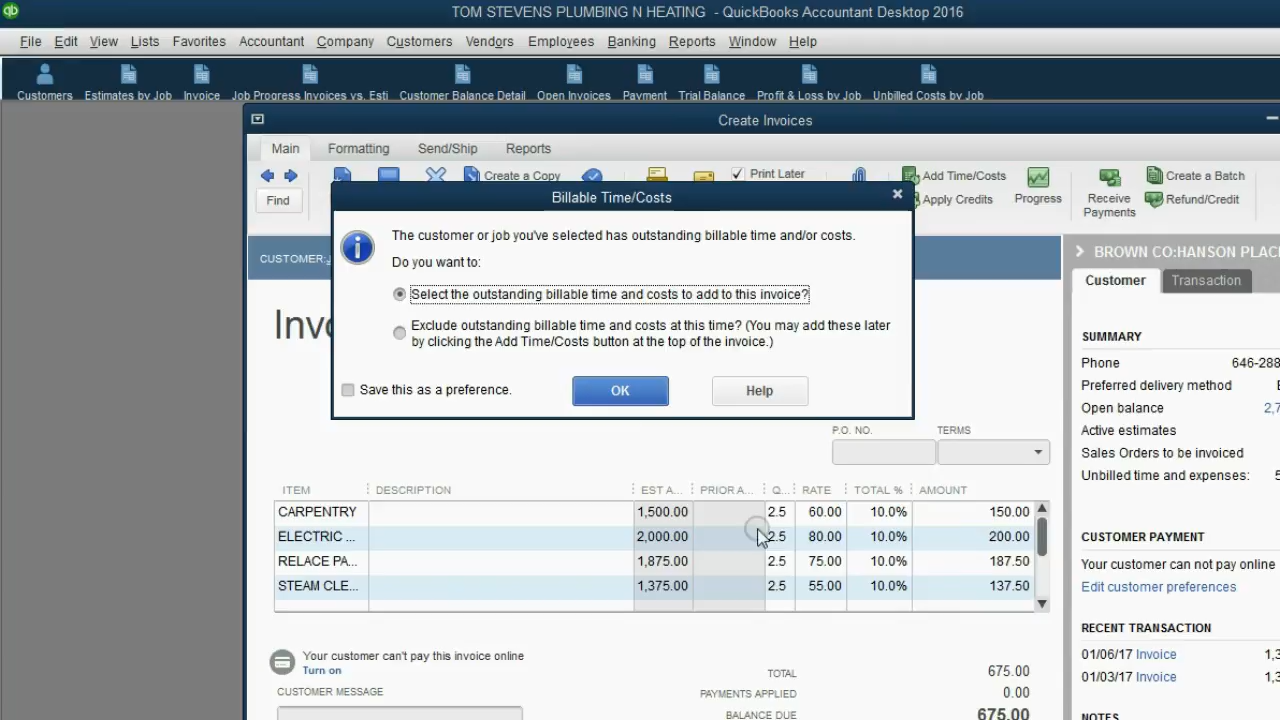 qb
TOM STEVENS PLUMBING N HEATING - QuickBooks Accountant Desktop 2016
File Edit View Lists Favorites Accountant Company Customers Vendors Employees Banking Reports Window Help
Customers Estimates by Job Invoice Job Progress Invoices vs. Esti Customer Balance Detail Open Invoices Payment Trial Balance Profit & Loss by Job Unbilled Costs by Job
Create Invoices
Main Formatting Send/Ship Reports
Create a Copy Print Later Add Time/Costs Create a Batch
Find Apply Credits Progress Receive Payments Refund/Credit
Billable Time/Costs
The customer or job you've selected has outstanding billable time and/or costs.
Do you want to:
Select the outstanding billable time and costs to add to this invoice?
Exclude outstanding billable time and costs at this time? (You may add these later
by clicking the Add Time/Costs button at the top of the invoice.)
Save this as a preference. OK Help
CUSTOMER:
BROWN CO:HANSON PLAC
Customer Transaction
SUMMARY
Phone 646-288
Preferred delivery method
Open balance 2,7
Active estimates
Sales Orders to be invoiced
Unbilled time and expenses: 5
P.O. NO. TERMS
ITEM DESCRIPTION EST A... PRIOR A... Q... RATE TOTAL % AMOUNT
CARPENTRY 1,500.00 2.5 60.00 10.0% 150.00
ELECTRIC ... 2,000.00 2.5 80.00 10.0% 200.00
RELACE PA... 1,875.00 2.5 75.00 10.0% 187.50
STEAM CLE... 1,375.00 2.5 55.00 10.0% 137.50
CUSTOMER PAYMENT
Your customer can not pay online
Edit customer preferences
RECENT TRANSACTION
01/06/17 Invoice 1,3
01/03/17 Invoice 1,3
NOTES
Your customer can't pay this invoice online
Turn on
CUSTOMER MESSAGE
TOTAL 675.00
PAYMENTS APPLIED 0.00
BALANCE DUE 675.00